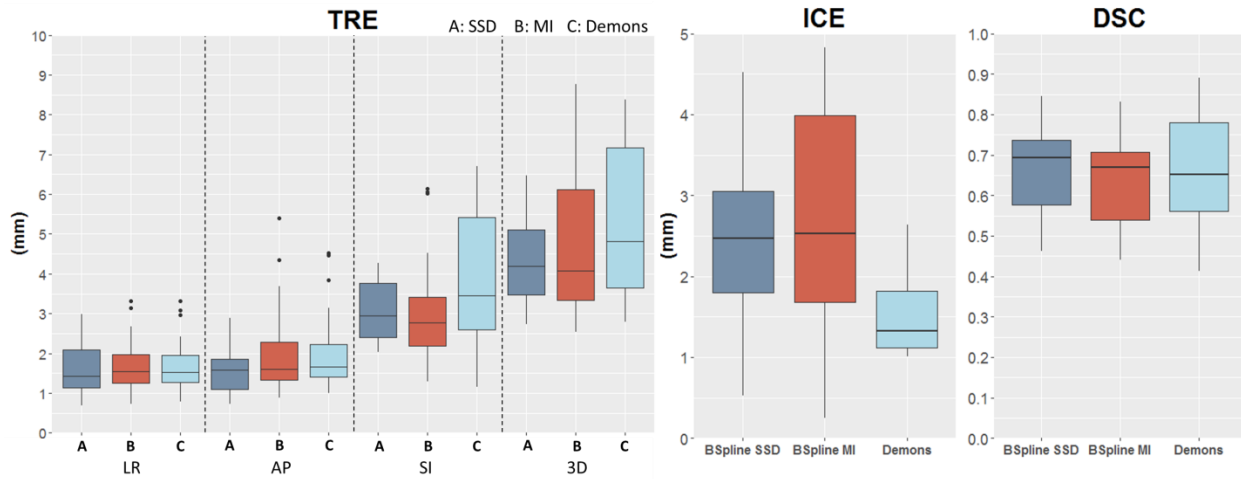 TRE
A: SSD B: MI C: Demons
(mm)
10
9
8
7
6
5
4
3
2
1
0
A B C A B C A B C A B C
LR AP SI 3D
ICE
(mm)
5
4
3
2
1
0
BSpline SSD BSpline MI Demons
DSC
1.0
0.9
0.8
0.7
0.6
0.5
0.4
0.3
0.2
0.1
0.0
BSpline SSD BSpline MI Demons